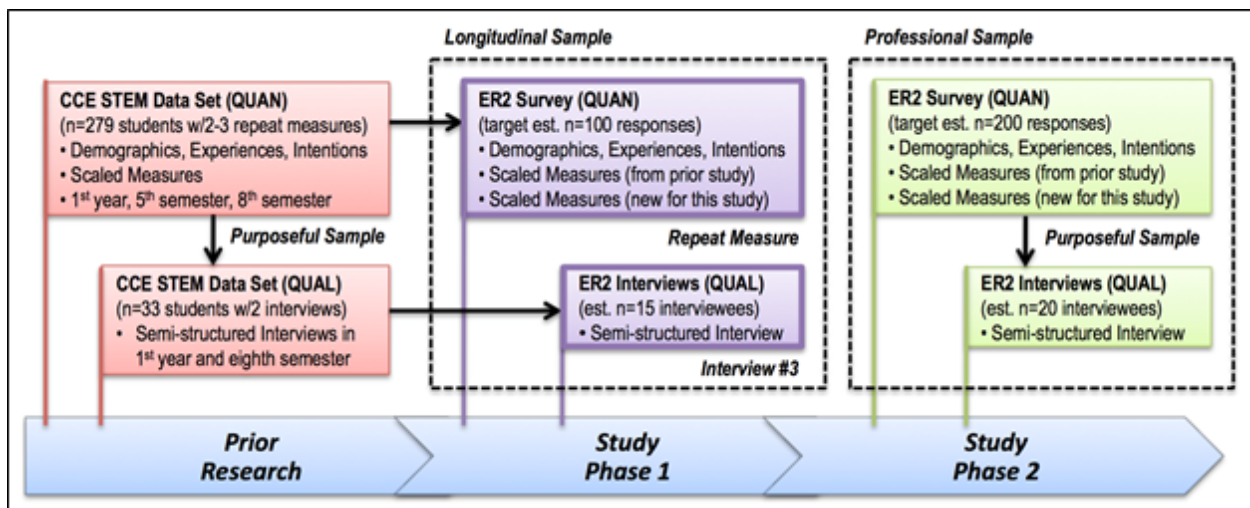 CCE STEM Data Set (QUAN)
(n=279 students w/2-3 repeat measures)
• Demographics, Experiences, Intentions
• Scaled Measures
• 1st year, 5th semester, 8th semester
Purposeful Sample
CCE STEM Data Set (QUAL)
(n=33 students w/2 interviews)
• Semi-structured Interviews in
1st year and eighth semester
Longitudinal Sample
ER2 Survey (QUAN)
(target est. n=100 responses)
• Demographics, Experiences, Intentions
• Scaled Measures (from prior study)
• Scaled Measures (new for this study)
Repeat Measure
ER2 Interviews (QUAL)
(est. n=15 interviewees)
• Semi-structured Interview
Interview #3
Professional Sample
ER2 Survey (QUAN)
(target est. n=200 responses)
• Demographics, Experiences, Intentions
• Scaled Measures (from prior study)
• Scaled Measures (new for this study)
Purposeful Sample
ER2 Interviews (QUAL)
(est. n=20 interviewees)
• Semi-structured Interview
Prior
Research
Study
Phase 1
Study
Phase 2